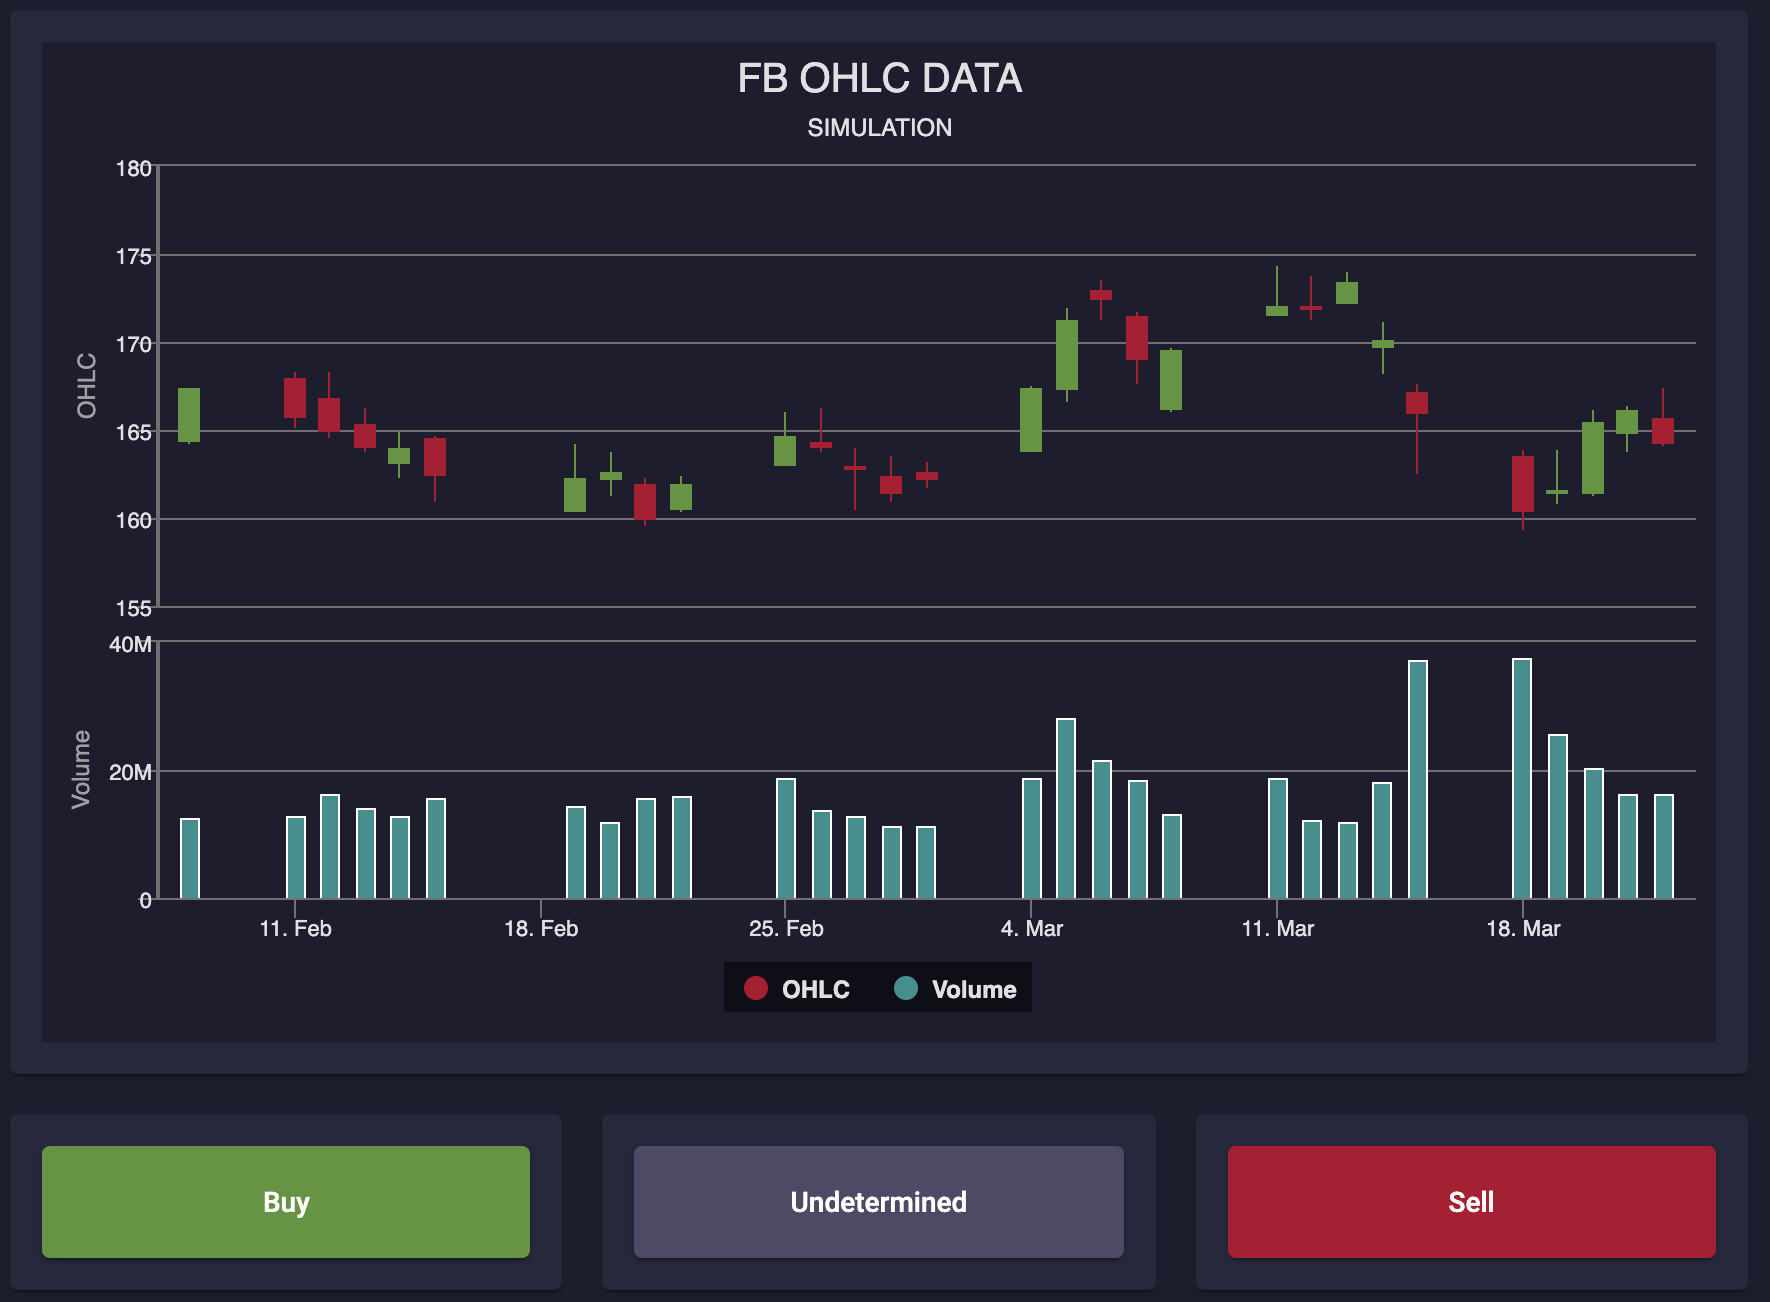 FB OHLC DATA
SIMULATION
180
175
170
165
160
155
OHLC
40M
20M
0
Volume
11. Feb 18. Feb 25. Feb 4. Mar 11. Mar 18. Mar
OHLC Volume
Buy Undetermined Sell